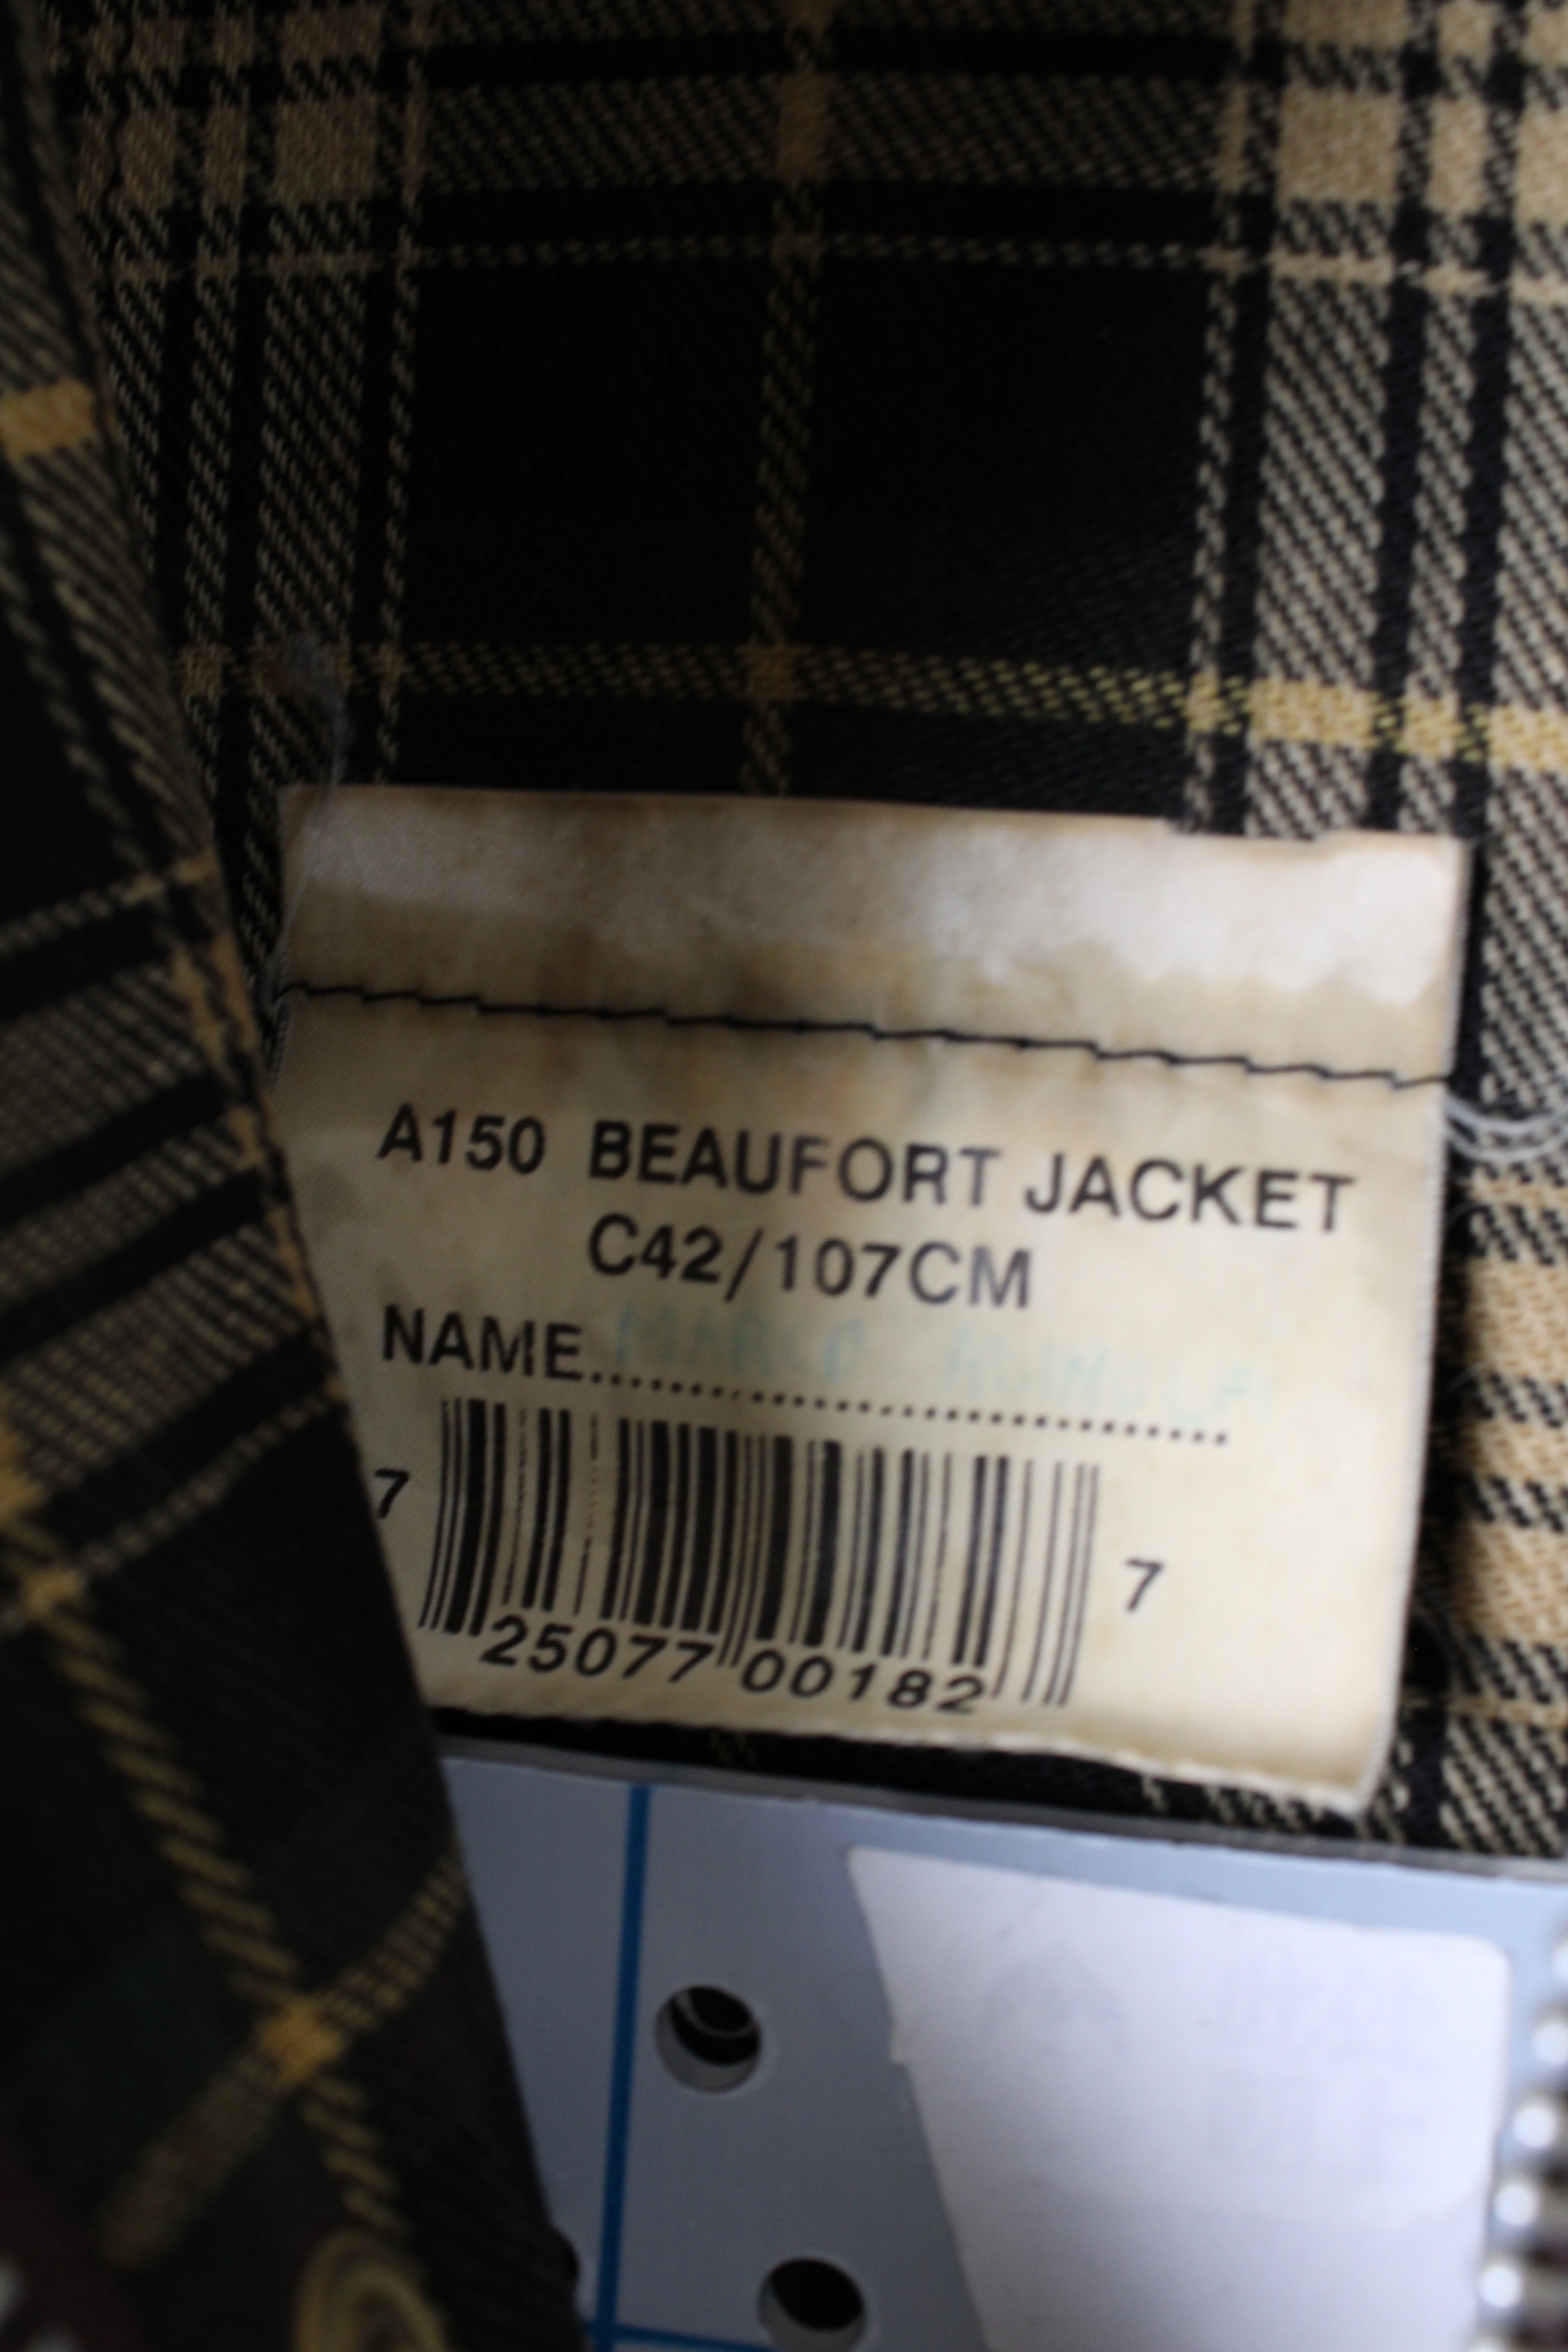 A150 BEAUFORT JACKET
C42/107CM
NAME..............................
7 25077 00182 7